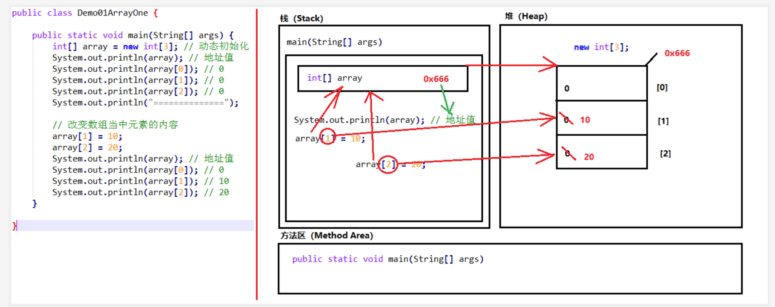 public class Demo01ArrayOne {
public static void main(String[] args) {
int[] array = new int[3]; // 动态初始化
System.out.println(array); // 地址值
System.out.println(array[0]); // 0
System.out.println(array[1]); // 0
System.out.println(array[2]); // 0
System.out.println("==============");
// 改变数组当中元素的内容
array[1] = 10;
array[2] = 20;
System.out.println(array); // 地址值
System.out.println(array[0]); // 0
System.out.println(array[1]); // 10
System.out.println(array[2]); // 20
}
}
栈 (Stack)
main(String[] args)
int[] array 0x666
System.out.println(array); // 地址值
array[1] = 10;
array[2] = 20;
堆 (Heap)
new int[3];
0x666
0 [0]
0 10 [1]
0 20 [2]
方法区 (Method Area)
public static void main(String[] args)